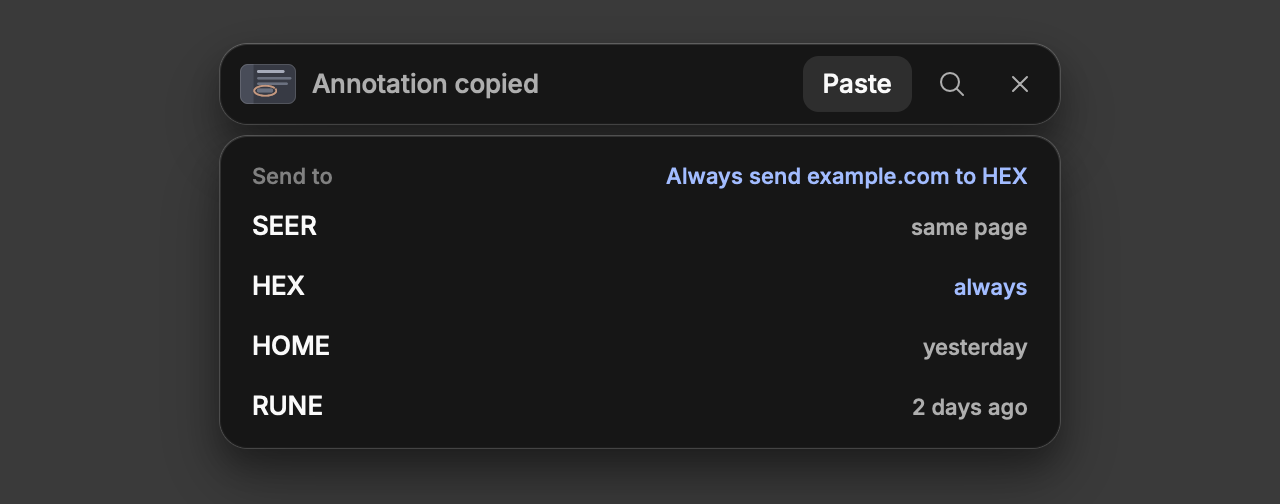 Annotation copied Paste
Send to Always send example.com to HEX
SEER same page
HEX always
HOME yesterday
RUNE 2 days ago